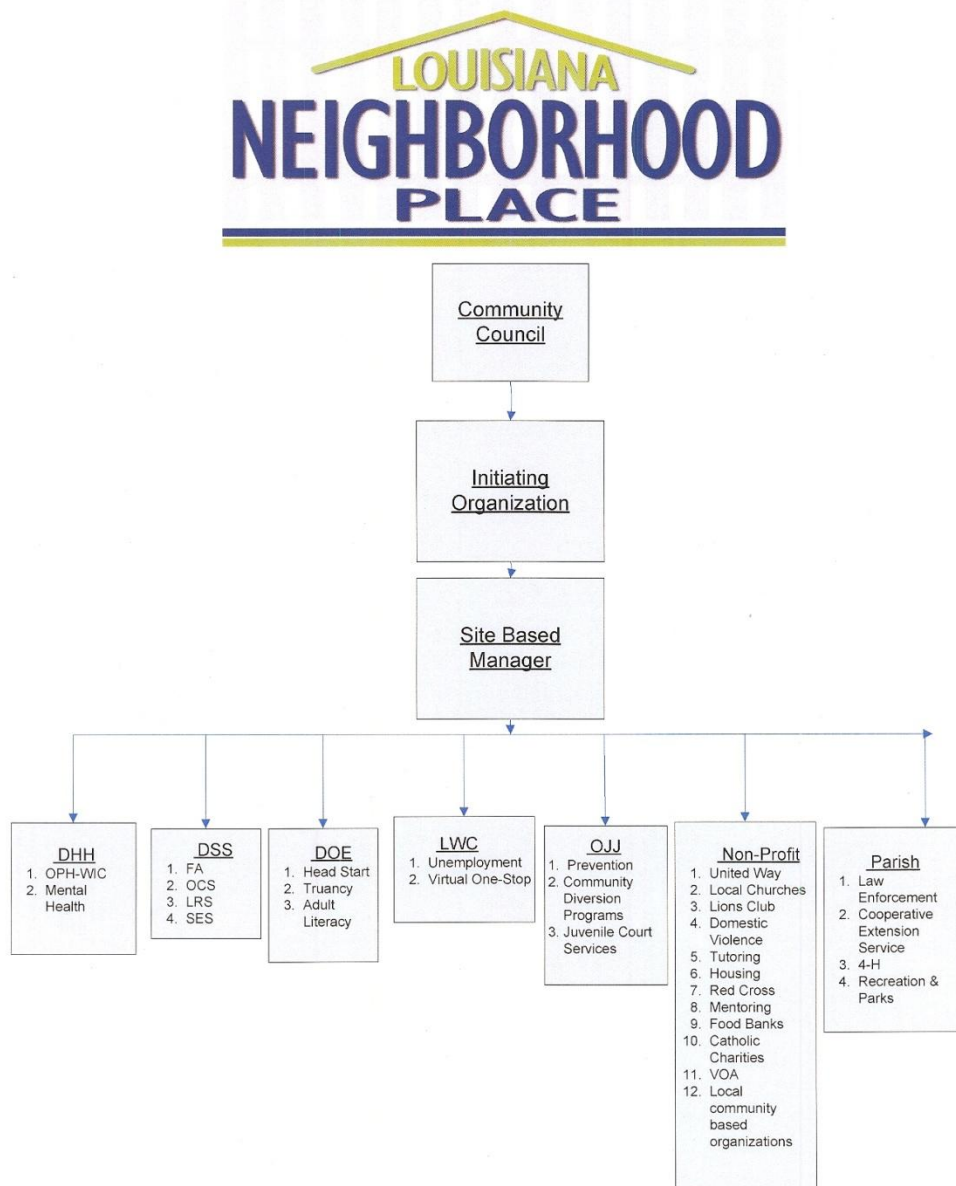 LOUISIANA
NEIGHBORHOOD
PLACE
Community
Council
Initiating
Organization
Site Based
Manager
DHH
1. OPH-WIC
2. Mental
Health
DSS
1. FA
2. OCS
3. LRS
4. SES
DOE
1. Head Start
2. Truancy
3. Adult
Literacy
LWC
1. Unemployment
2. Virtual One-Stop
OJJ
1. Prevention
2. Community
Diversion
Programs
3. Juvenile Court
Services
Non-Profit
1. United Way
2. Local Churches
3. Lions Club
4. Domestic
Violence
5. Tutoring
6. Housing
7. Red Cross
8. Mentoring
9. Food Banks
10. Catholic
Charities
11. VOA
12. Local
community
based
organizations
Parish
1. Law
Enforcement
2. Cooperative
Extension
Service
3. 4-H
4. Recreation &
Parks